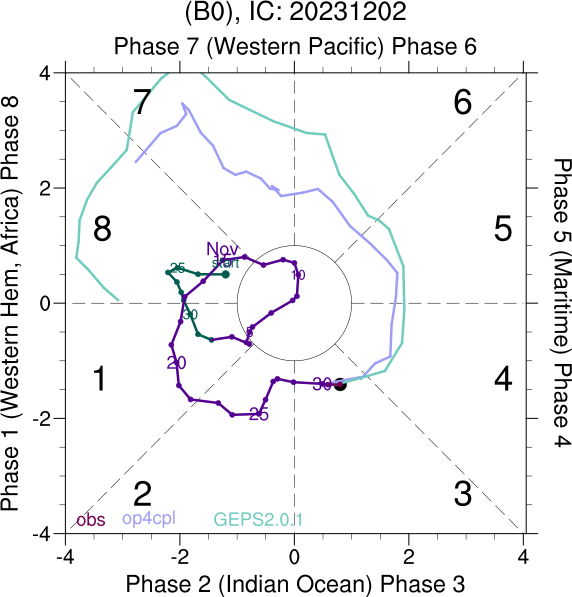 (B0), IC: 20231202
Phase 7 (Western Pacific) Phase 6
4
7
6
Phase 1 (Western Hem, Africa) Phase 8
Phase 5 (Maritime) Phase 4
2
8
5
Nov
start
25
10
0
30
5
20
1
4
30
25
-2
2
3
obs
op4cpl
GEPS2.0.1
-4
-4
-2
0
2
4
Phase 2 (Indian Ocean) Phase 3